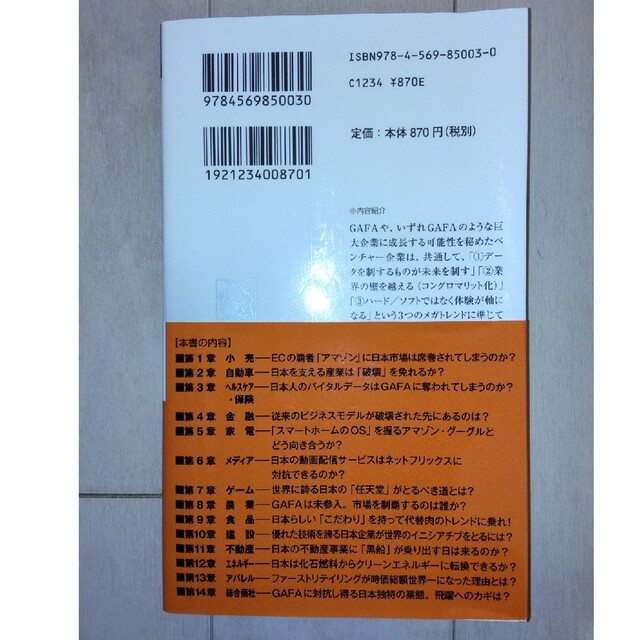 ISBN978-4-569-85003-0
C1234 ¥870E
9784569850030
定価：本体870円（税別）
1921234008701
※内容紹介
GAFAや、いずれGAFAのような巨
大企業に成長する可能性を秘めたベ
ンチャー企業は、共通して、「①デー
タを制するものが未来を制す」「②業
界の壁を越える（コングロマリット化）」
「③ハード／ソフトではなく体験が軸に
なる」という3つのメガトレンドに準じて
【本書の内容】
■第1章 小 売—ECの覇者「アマゾン」に日本市場は席巻されてしまうのか？
■第2章 自動車—日本を支える産業は「破壊」を免れるか？
■第3章 ヘルスケア—日本人のバイタルデータはGAFAに奪われてしまうのか？
・保険
■第4章 金 融—従来のビジネスモデルが破壊された先にあるのは？
■第5章 家 電—「スマートホームのOS」を握るアマゾン・グーグルと
どう向き合うか？
■第6章 メディア—日本の動画配信サービスはネットフリックスに
対抗できるのか？
■第7章 ゲーム—世界に誇る日本の「任天堂」がとるべき道とは？
■第8章 農 業—GAFAは未参入。市場を制覇するのは誰か？
■第9章 食 品—日本らしい「こだわり」を持って代替肉のトレンドに乗れ！
■第10章 建 設—優れた技術を誇る日本企業が世界のイニシアチブをとるには？
■第11章 不動産—日本の不動産事業に「黒船」が乗り出す日は来るのか？
■第12章 エネルギー—日本は化石燃料からクリーンエネルギーに転換できるか？
■第13章 アパレル—ファーストリテイリングが時価総額世界一になった理由とは？
■第14章 総合商社—GAFAに対抗し得る日本独特の業態。飛躍へのカギは？